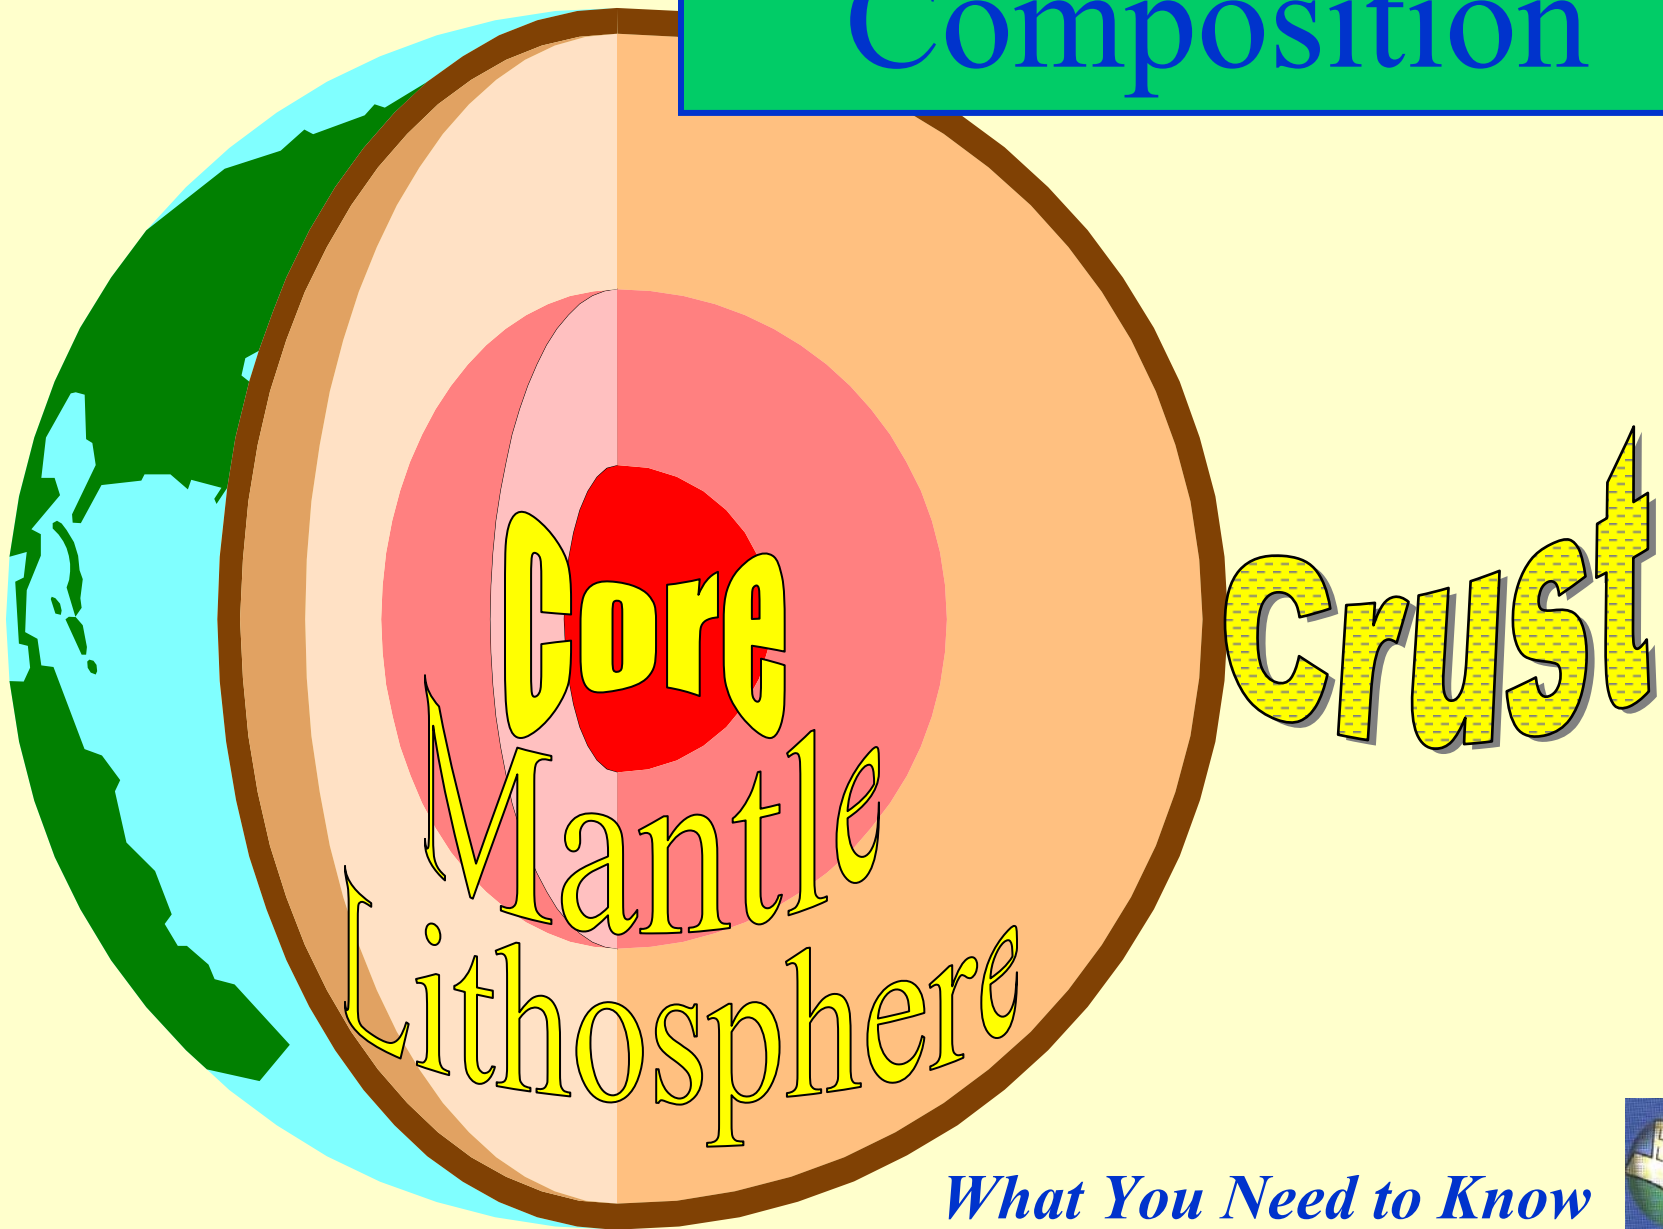 Composition
Core
crust
Mantle
Lithosphere
What You Need to Know